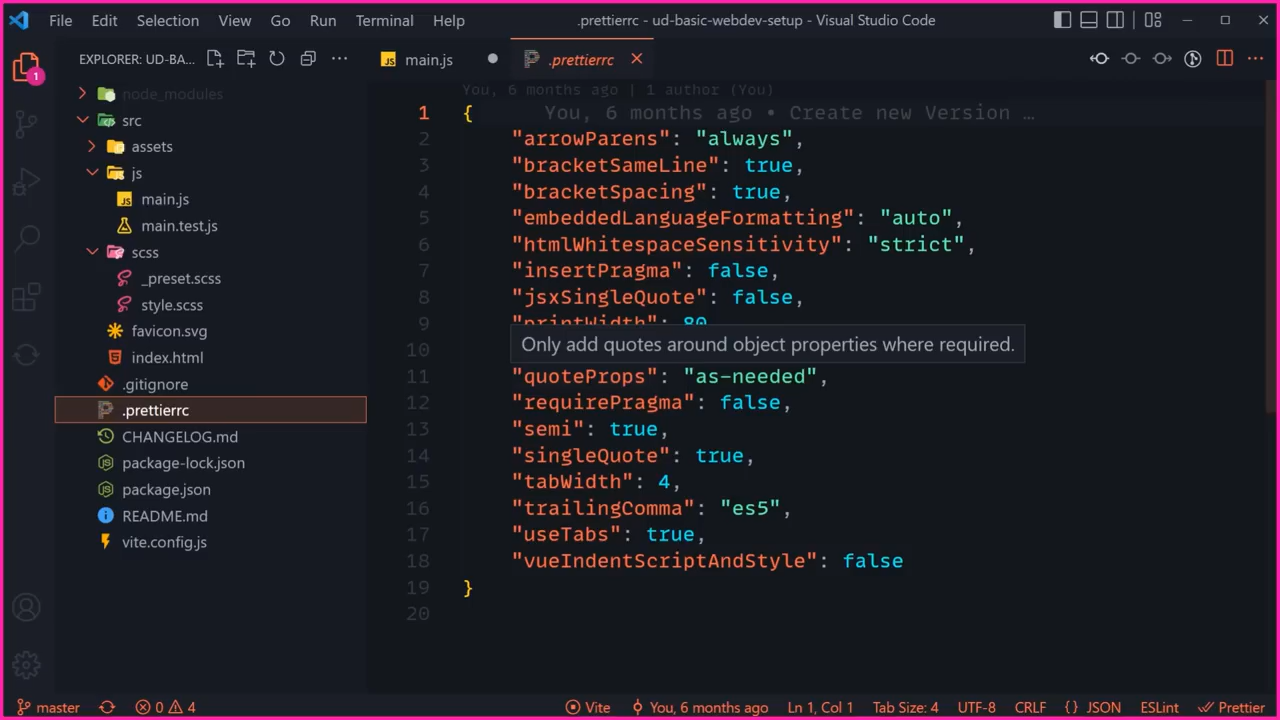 File Edit Selection View Go Run Terminal Help .prettierrc - ud-basic-webdev-setup - Visual Studio Code
EXPLORER: UD-BA...
main.js
.prettierrc
1
node_modules
src
assets
js
main.js
main.test.js
scss
_preset.scss
style.scss
favicon.svg
index.html
.gitignore
.prettierrc
CHANGELOG.md
package-lock.json
package.json
README.md
vite.config.js
You, 6 months ago | 1 author (You)
1 { You, 6 months ago • Create new Version …
2 "arrowParens": "always",
3 "bracketSameLine": true,
4 "bracketSpacing": true,
5 "embeddedLanguageFormatting": "auto",
6 "htmlWhitespaceSensitivity": "strict",
7 "insertPragma": false,
8 "jsxSingleQuote": false,
9 "printWidth": 80
10
Only add quotes around object properties where required.
11 "quoteProps": "as-needed",
12 "requirePragma": false,
13 "semi": true,
14 "singleQuote": true,
15 "tabWidth": 4,
16 "trailingComma": "es5",
17 "useTabs": true,
18 "vueIndentScriptAndStyle": false
19 }
20
master 0 4 Vite You, 6 months ago Ln 1, Col 1 Tab Size: 4 UTF-8 CRLF {} JSON ESLint Prettier